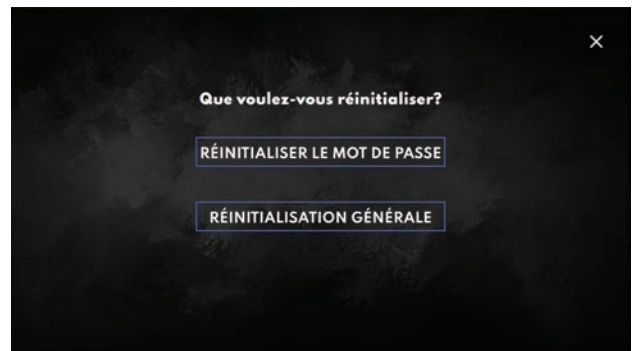 Que voulez-vous réinitialiser?
RÉINITIALISER LE MOT DE PASSE
RÉINITIALISATION GÉNÉRALE